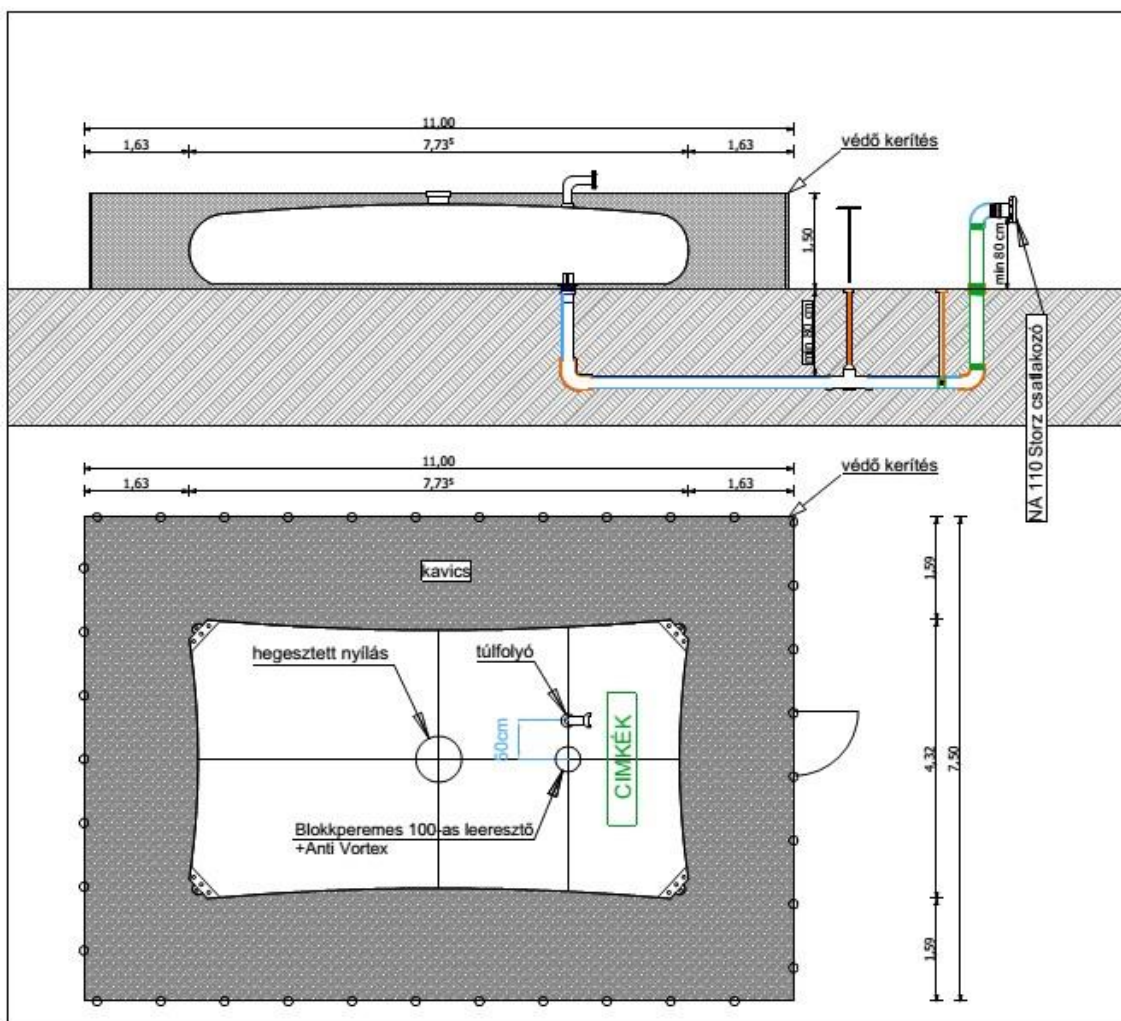 11,00
1,63 7,73⁵ 1,63
védő kerítés
1,50
min 80 cm
min. 80 cm
NA 110 Storz csatlakozó
11,00
1,63 7,73⁵ 1,63
védő kerítés
kavics
hegesztett nyílás
túlfolyó
50cm
CIMKÉK
Blokkperemes 100-as leeresztő
+Anti Vortex
1,59
4,32
7,50
1,59